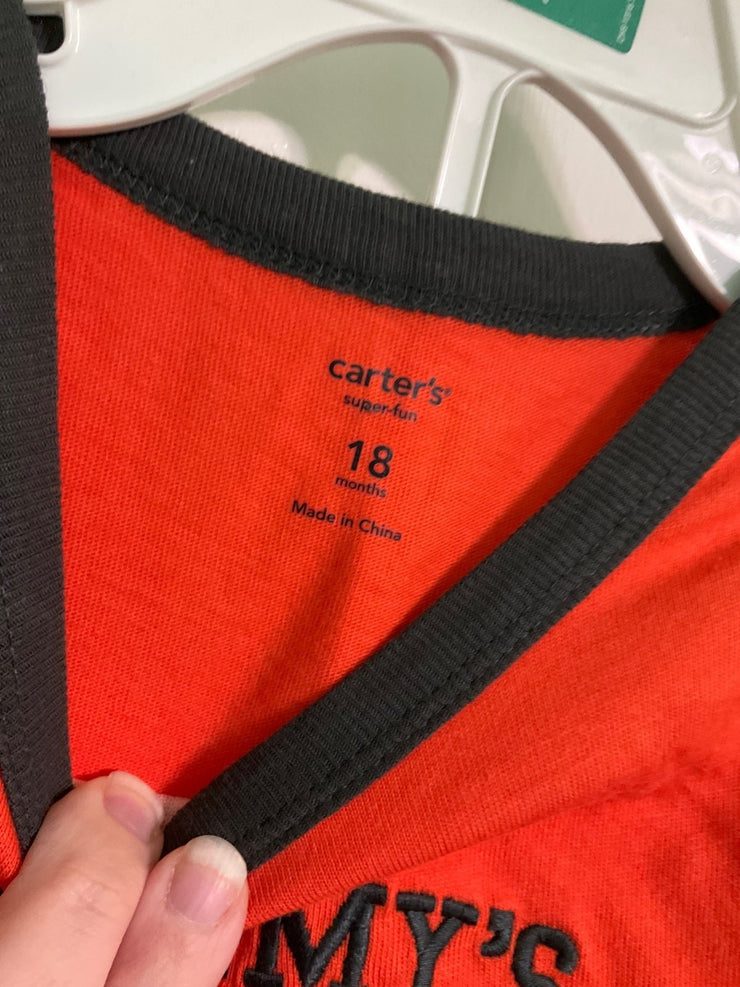 carter's®
super-fun
18
months
Made in China
MY'S